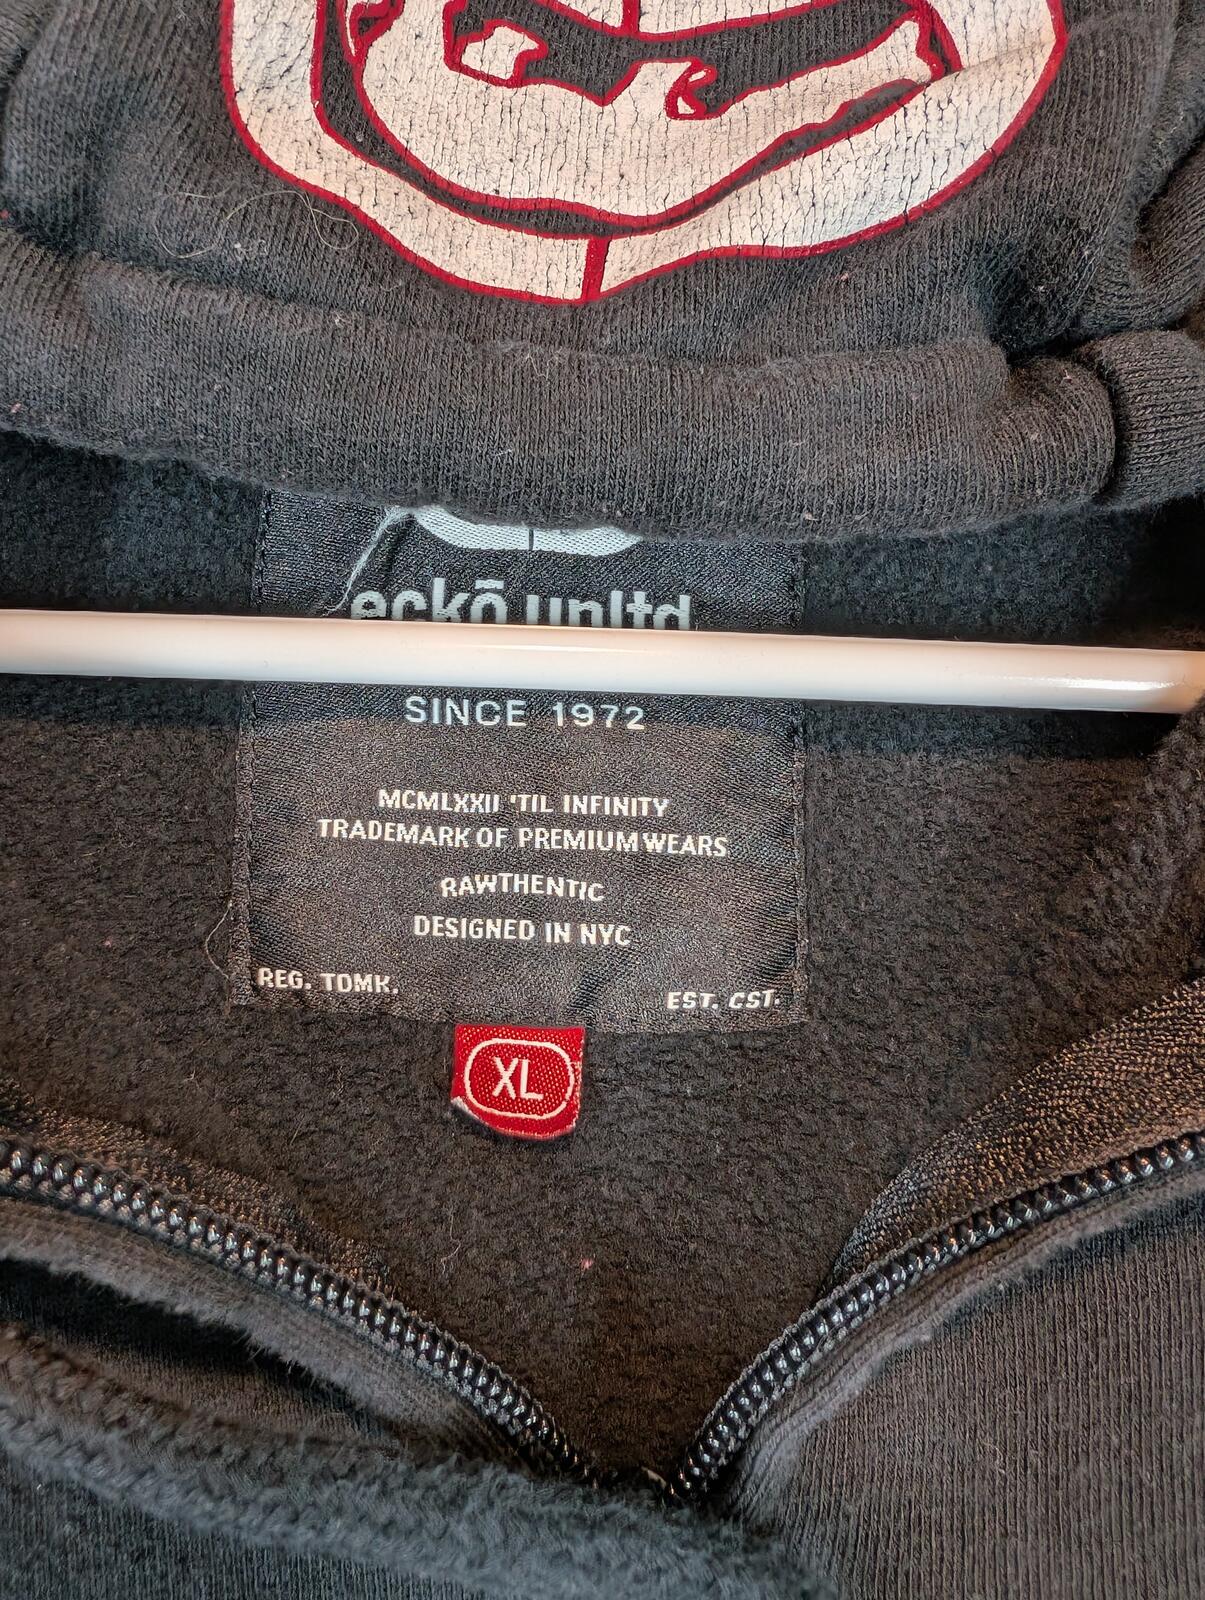 eckō unltd
SINCE 1972
MCMLXXII 'TIL INFINITY
TRADEMARK OF PREMIUM WEARS
RAWTHENTIC
DESIGNED IN NYC
REG. TDMK.
EST. CST.
XL